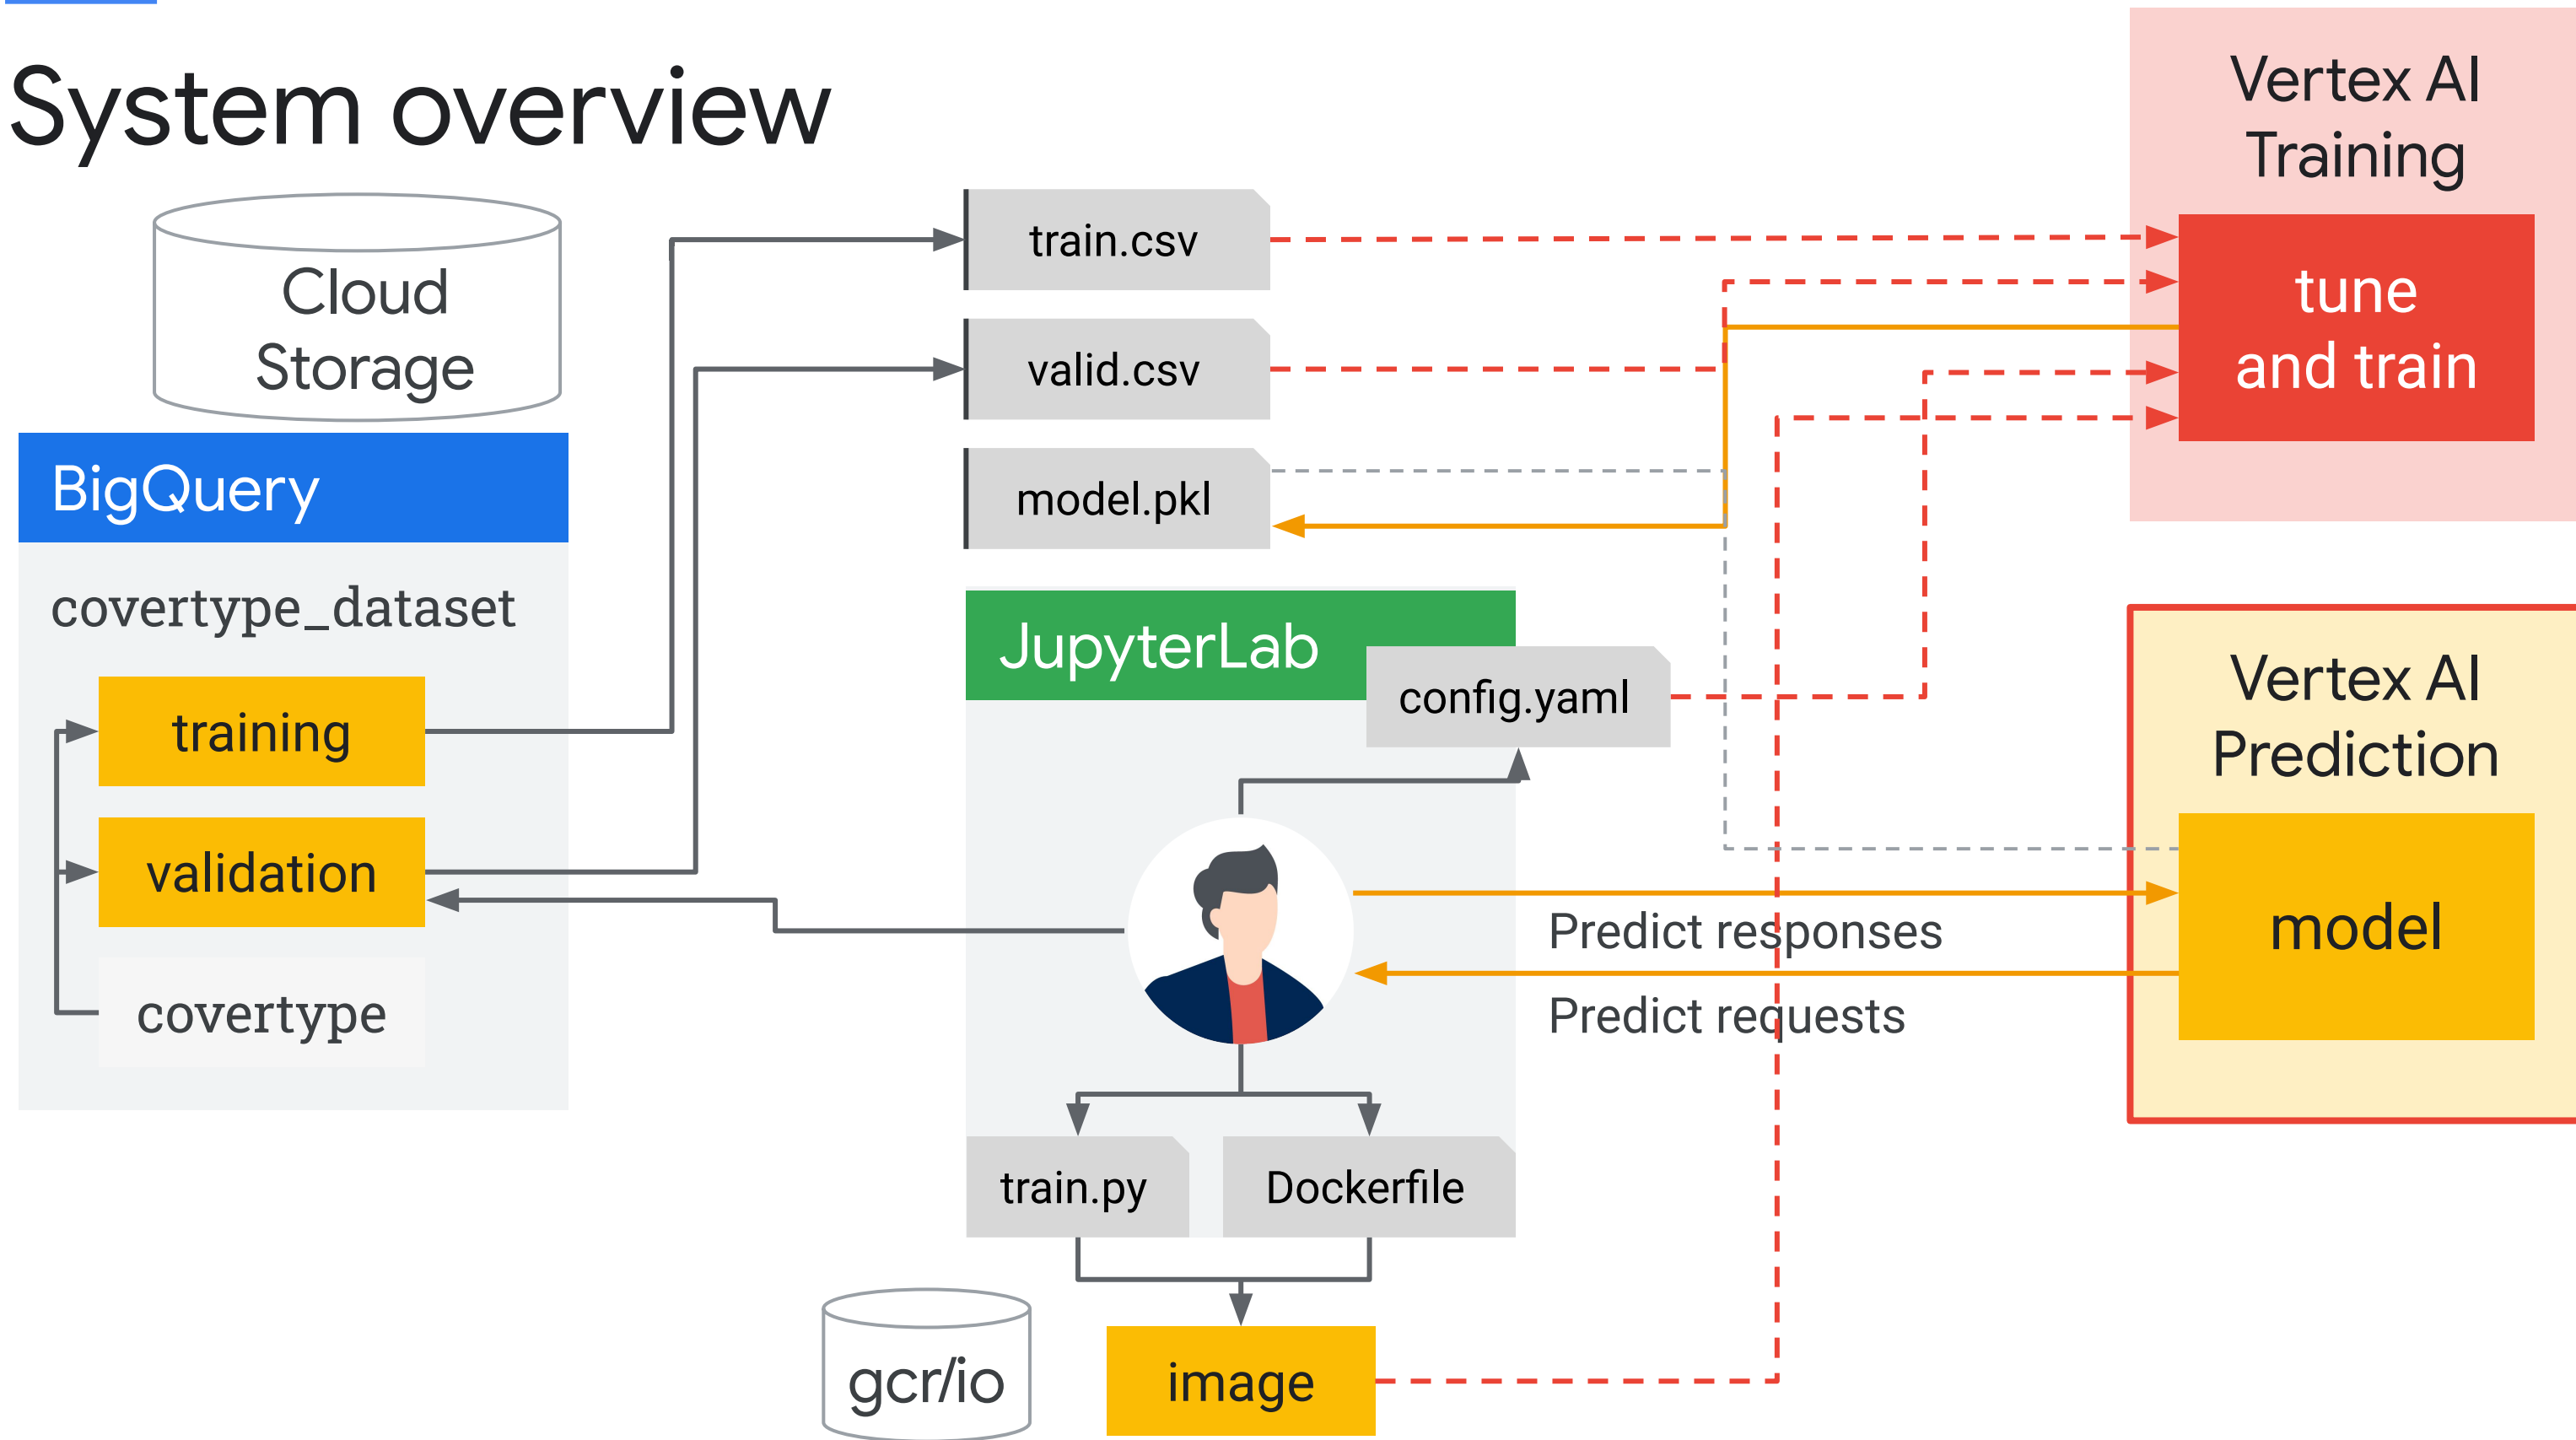 System overview
Cloud
Storage
BigQuery
covertype_dataset
training
validation
covertype
train.csv
valid.csv
model.pkl
JupyterLab
config.yaml
train.py
Dockerfile
gcr/io
image
Predict responses
Predict requests
Vertex AI
Training
tune
and train
Vertex AI
Prediction
model